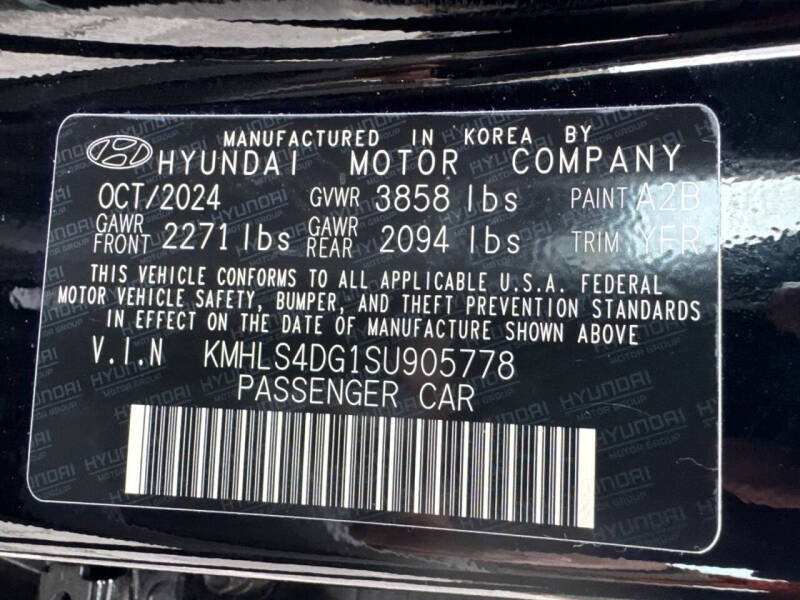 MANUFACTURED IN KOREA BY
HYUNDAI MOTOR COMPANY
OCT/2024 GVWR 3858 lbs PAINT A2B
GAWR FRONT 2271 lbs GAWR REAR 2094 lbs TRIM YFR
THIS VEHICLE CONFORMS TO ALL APPLICABLE U.S.A. FEDERAL
MOTOR VEHICLE SAFETY, BUMPER, AND THEFT PREVENTION STANDARDS
IN EFFECT ON THE DATE OF MANUFACTURE SHOWN ABOVE
V.I.N KMHLS4DG1SU905778
PASSENGER CAR